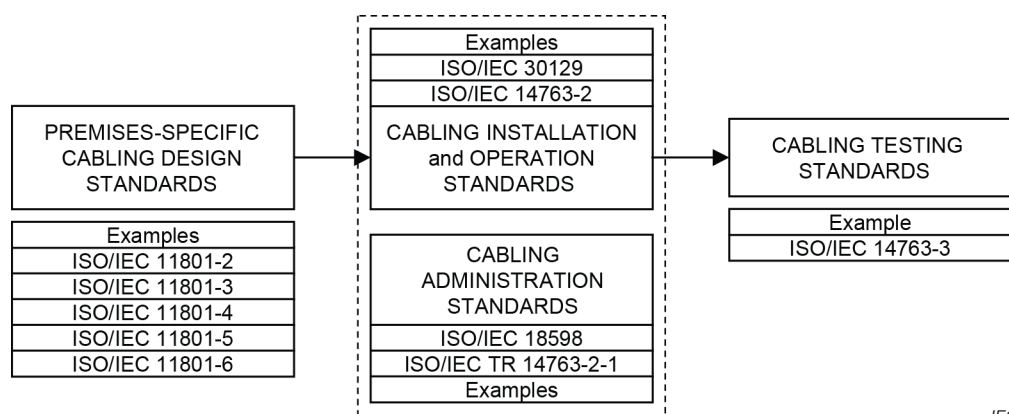 PREMISES-SPECIFIC
CABLING DESIGN
STANDARDS
Examples
ISO/IEC 11801-2
ISO/IEC 11801-3
ISO/IEC 11801-4
ISO/IEC 11801-5
ISO/IEC 11801-6
Examples
ISO/IEC 30129
ISO/IEC 14763-2
CABLING INSTALLATION
and OPERATION
STANDARDS
CABLING
ADMINISTRATION
STANDARDS
ISO/IEC 18598
ISO/IEC TR 14763-2-1
Examples
CABLING TESTING
STANDARDS
Example
ISO/IEC 14763-3